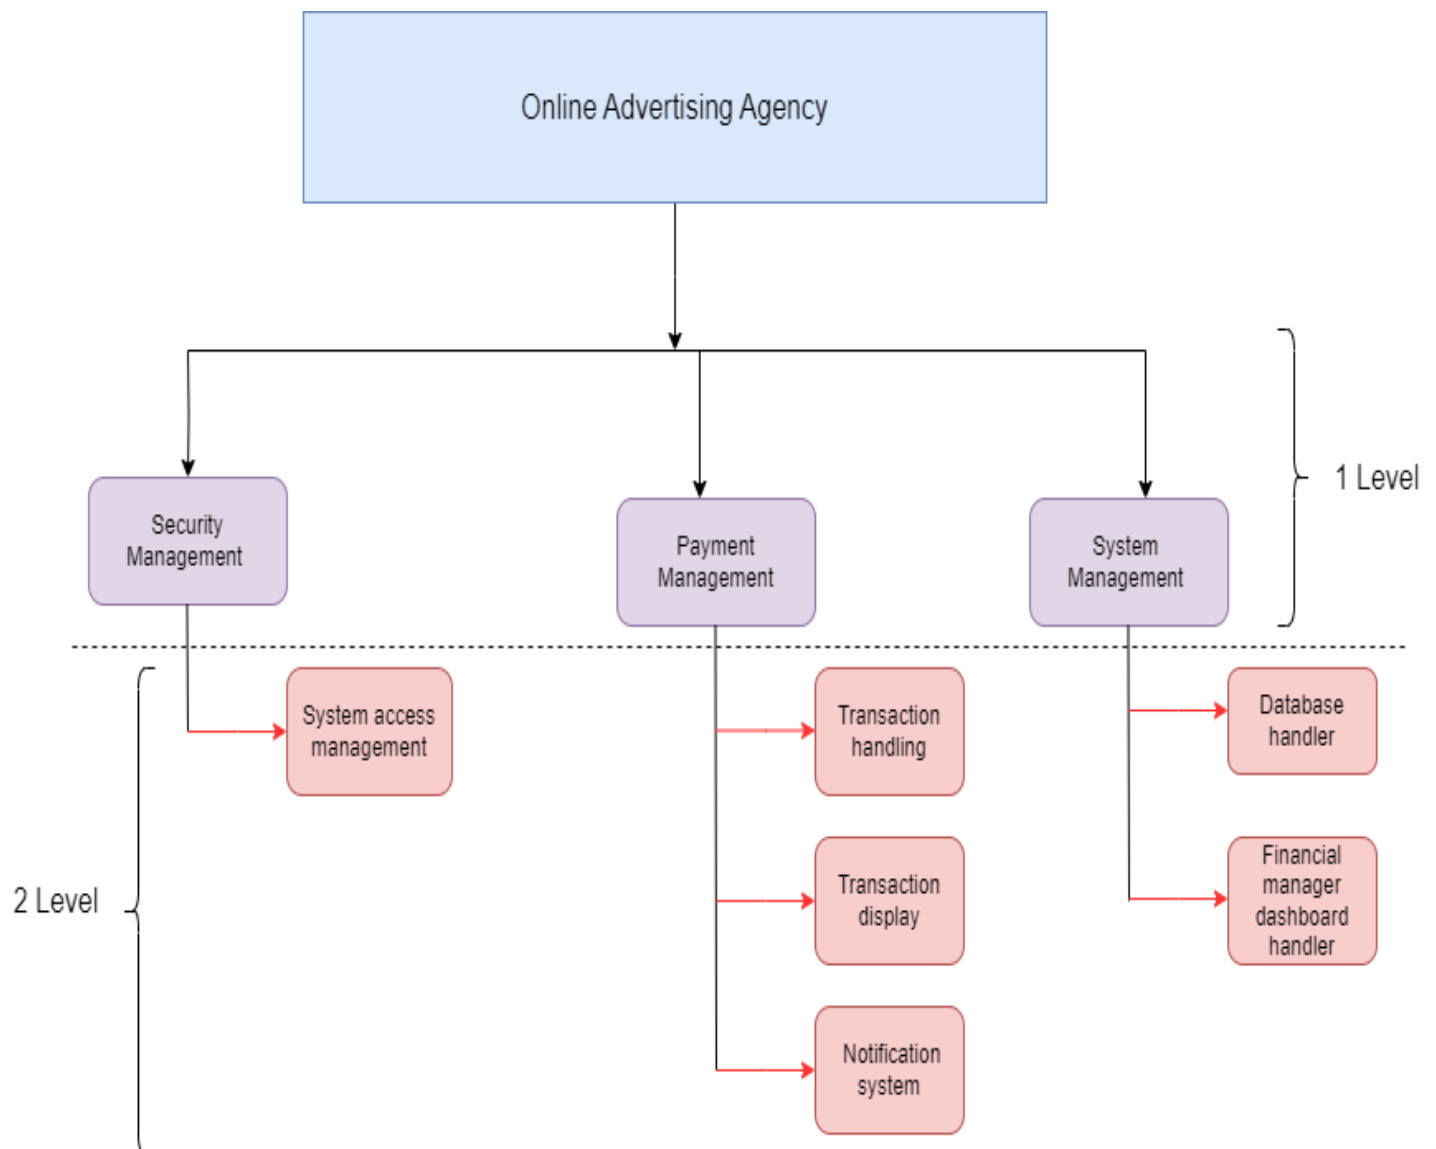 Online Advertising Agency
1 Level
Security
Management
Payment
Management
System
Management
System access
management
Transaction
handling
Database
handler
2 Level
Transaction
display
Financial
manager
dashboard
handler
Notification
system